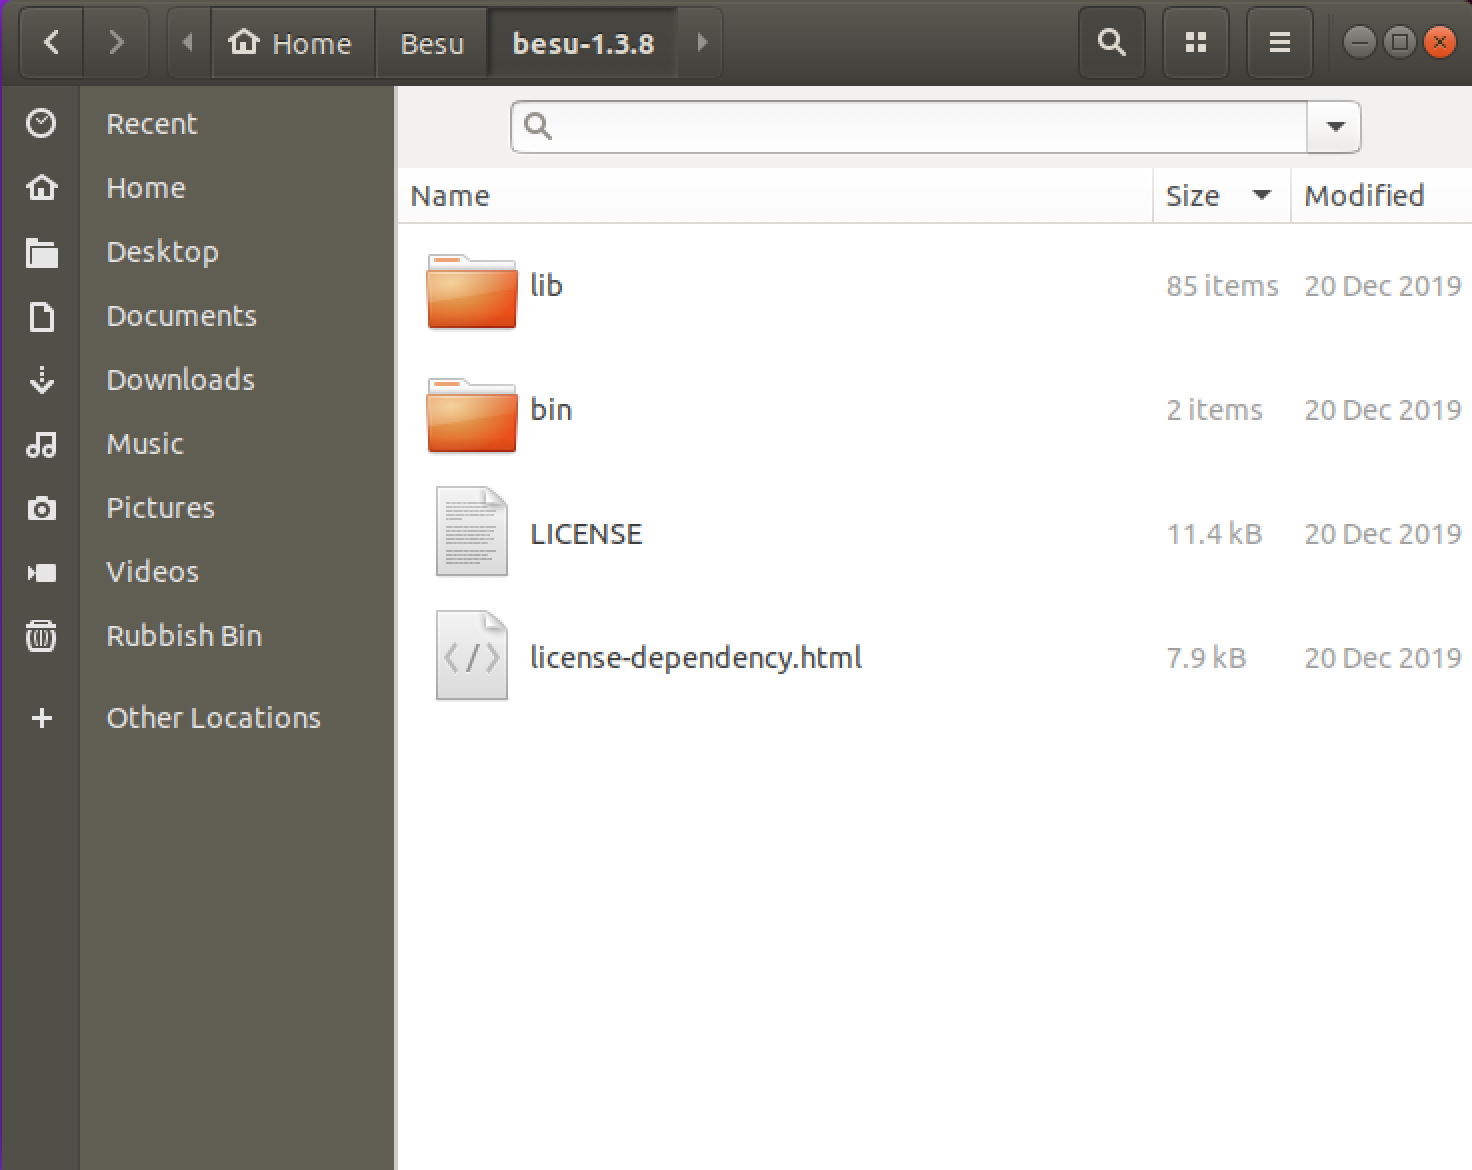 Home Besu besu-1.3.8
Recent
Home
Desktop
Documents
Downloads
Music
Pictures
Videos
Rubbish Bin
Other Locations
Name Size Modified
lib 85 items 20 Dec 2019
bin 2 items 20 Dec 2019
LICENSE 11.4 kB 20 Dec 2019
license-dependency.html 7.9 kB 20 Dec 2019